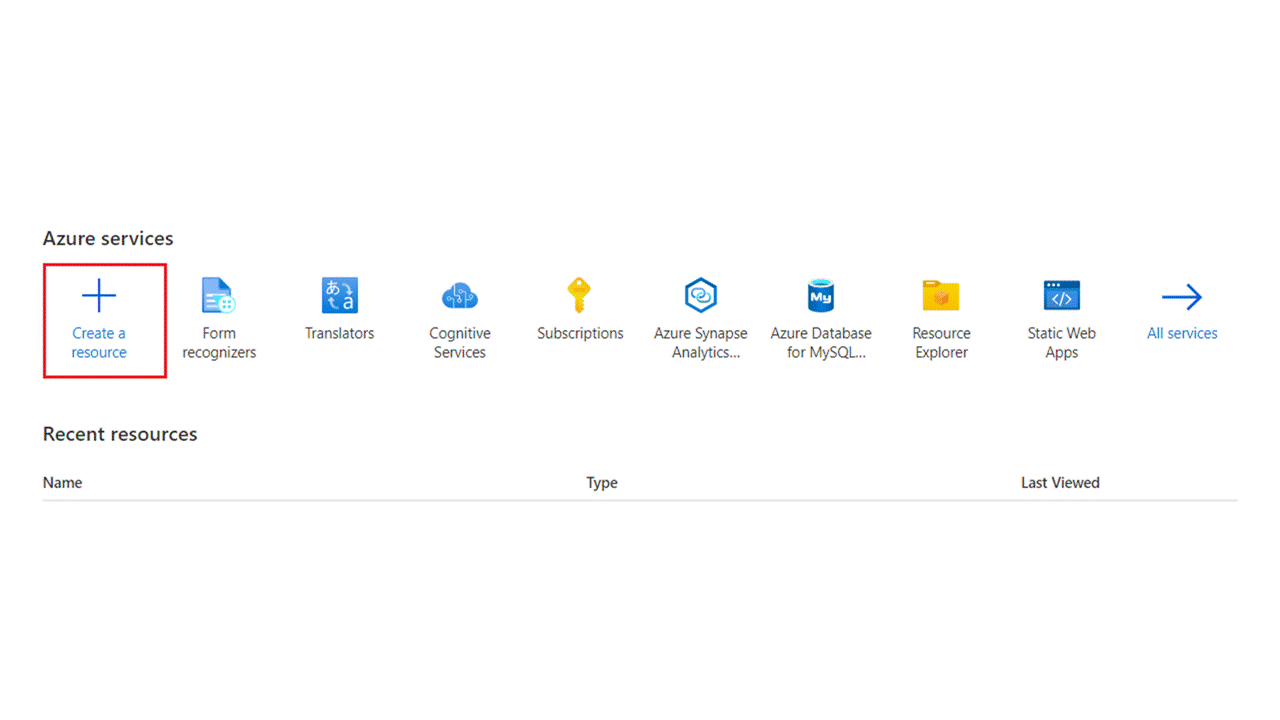 Azure services
Create a
resource
Form
recognizers
あ
a
Translators
Cognitive
Services
Subscriptions
Azure Synapse
Analytics...
My
Azure Database
for MySQL...
Resource
Explorer
</>
Static Web
Apps
All services
Recent resources
Name Type Last Viewed